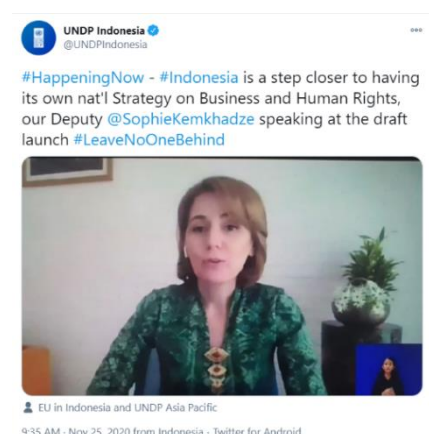 UNDP Indonesia
@UNDPIndonesia
#HappeningNow - #Indonesia is a step closer to having
its own nat'l Strategy on Business and Human Rights,
our Deputy @SophieKemkhadze speaking at the draft
launch #LeaveNoOneBehind
EU in Indonesia and UNDP Asia Pacific
9:35 AM · Nov 25, 2020 from Indonesia · Twitter for Android